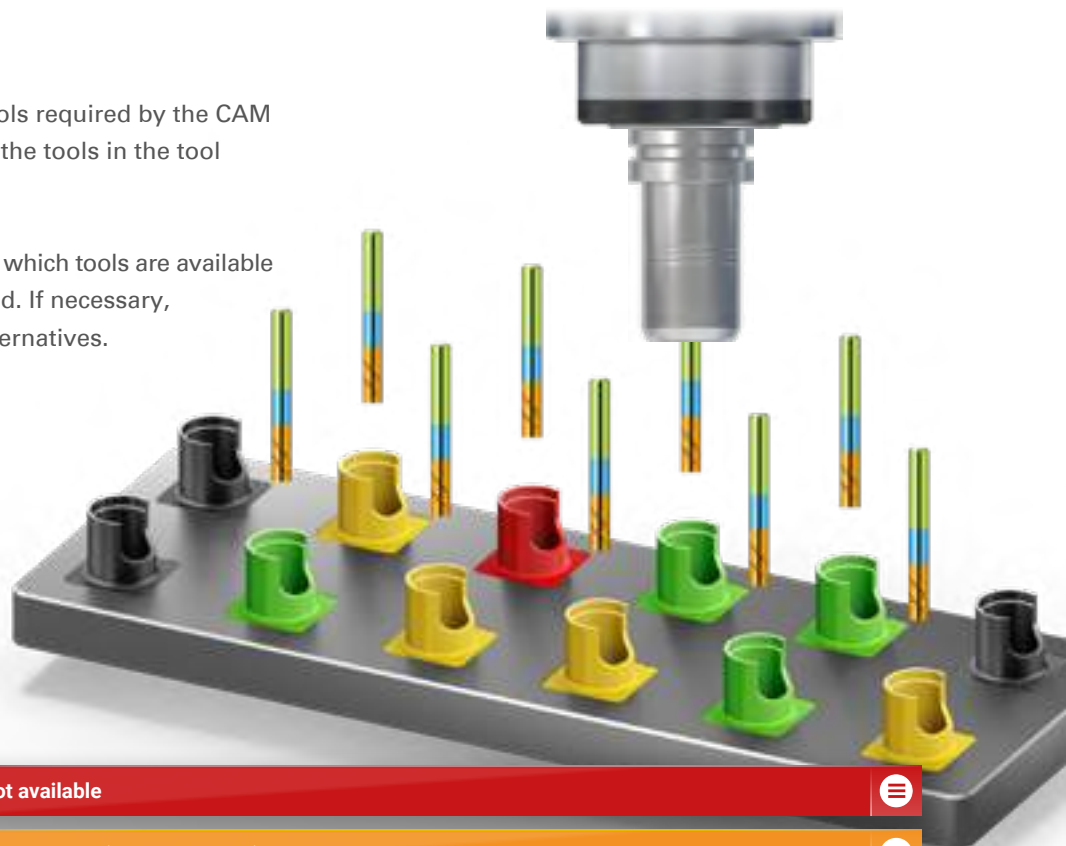 ols required by the CAM
the tools in the tool
which tools are available
d. If necessary,
ernatives.
ot available